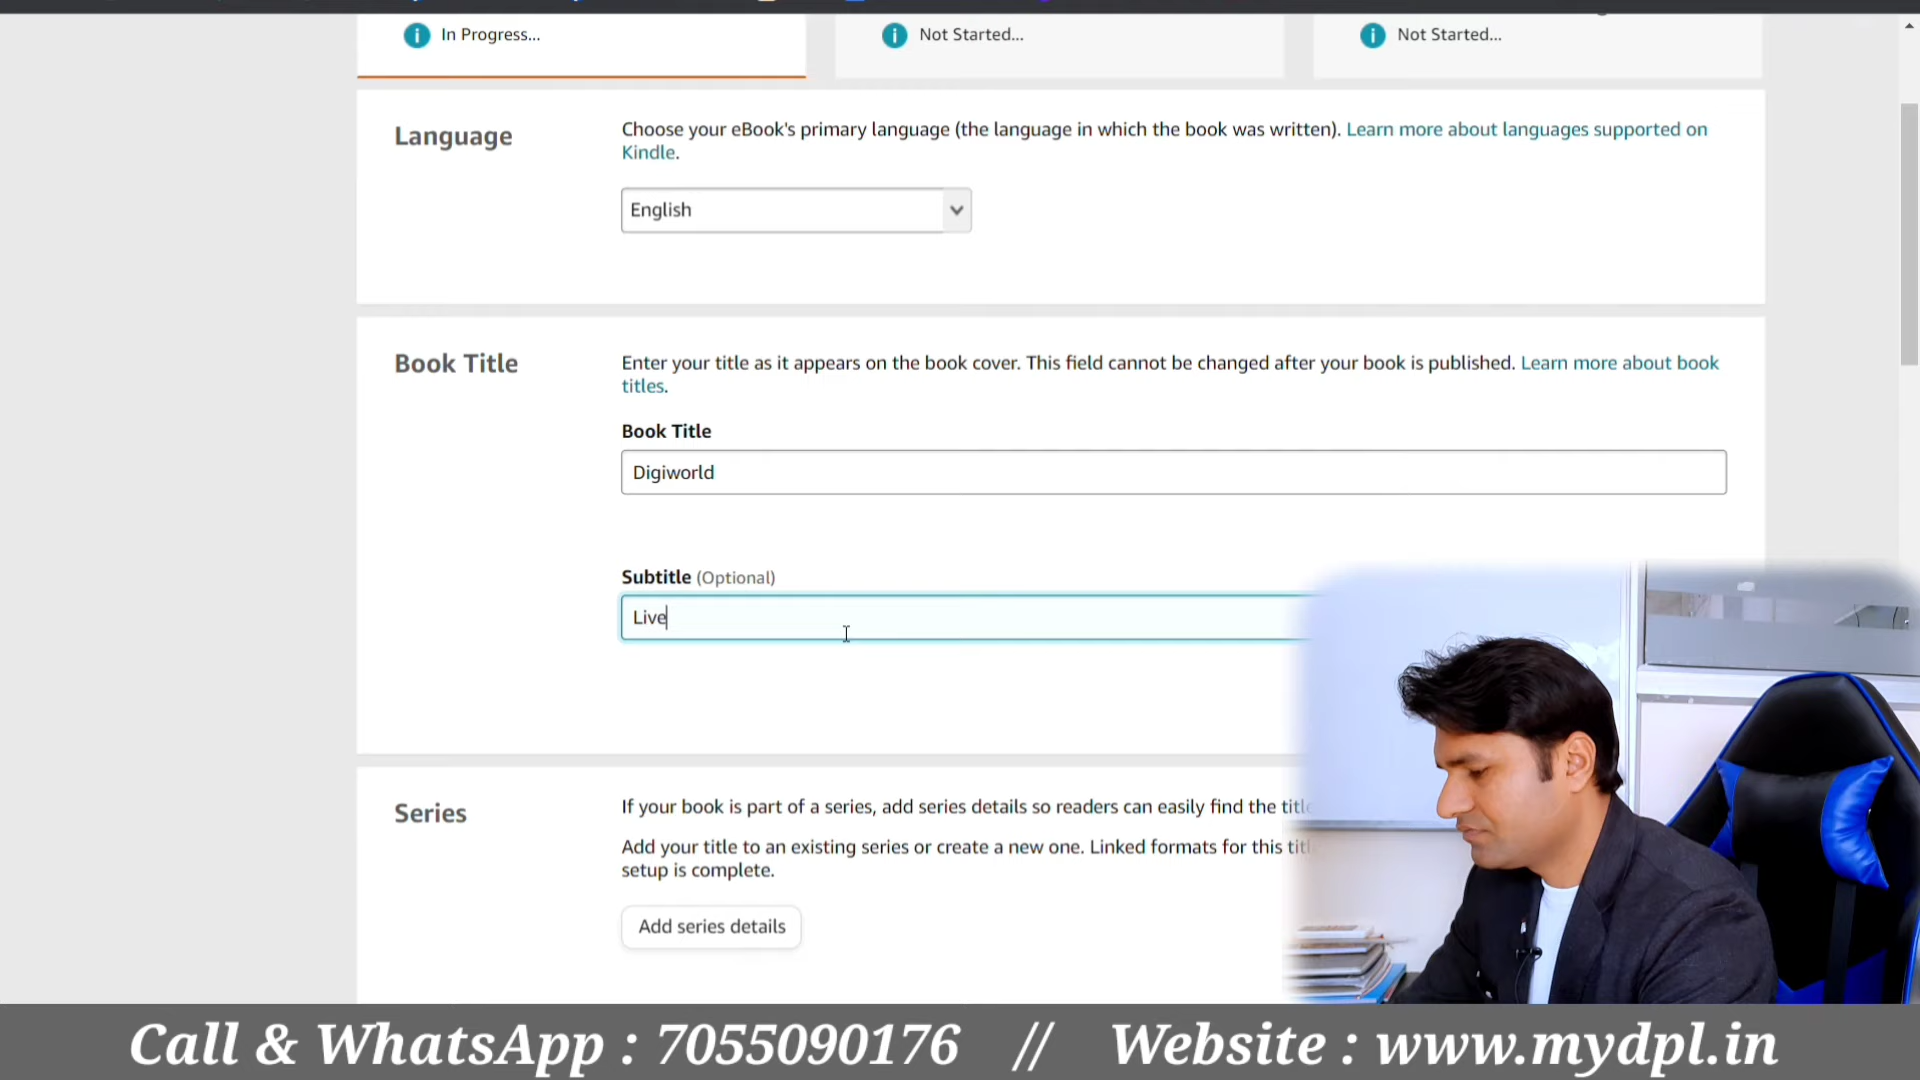 In Progress...
Not Started...
Not Started...
Language
Choose your eBook's primary language (the language in which the book was written). Learn more about languages supported on
Kindle.
English
Book Title
Enter your title as it appears on the book cover. This field cannot be changed after your book is published. Learn more about book
titles.
Book Title
Digiworld
Subtitle (Optional)
Live
Series
If your book is part of a series, add series details so readers can easily find the
Add your title to an existing series or create a new one. Linked formats for this
setup is complete.
Add series details
Call & WhatsApp : 7055090176 // Website : www.mydpl.in